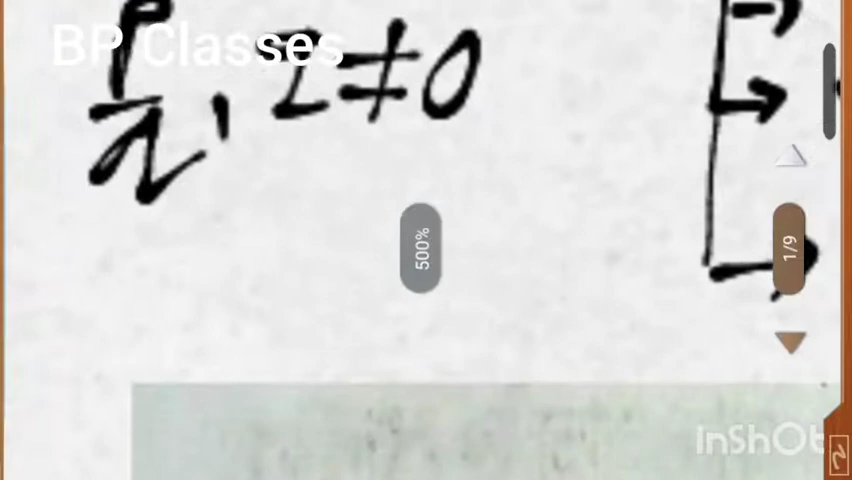 BP Classes
p/q, q≠0
500%
1/9
InShOt